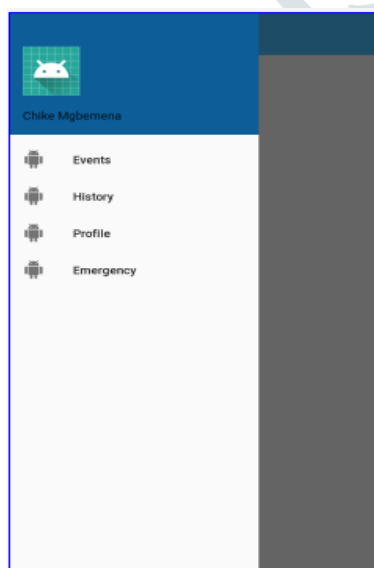 Chike Mgbemena
Events
History
Profile
Emergency